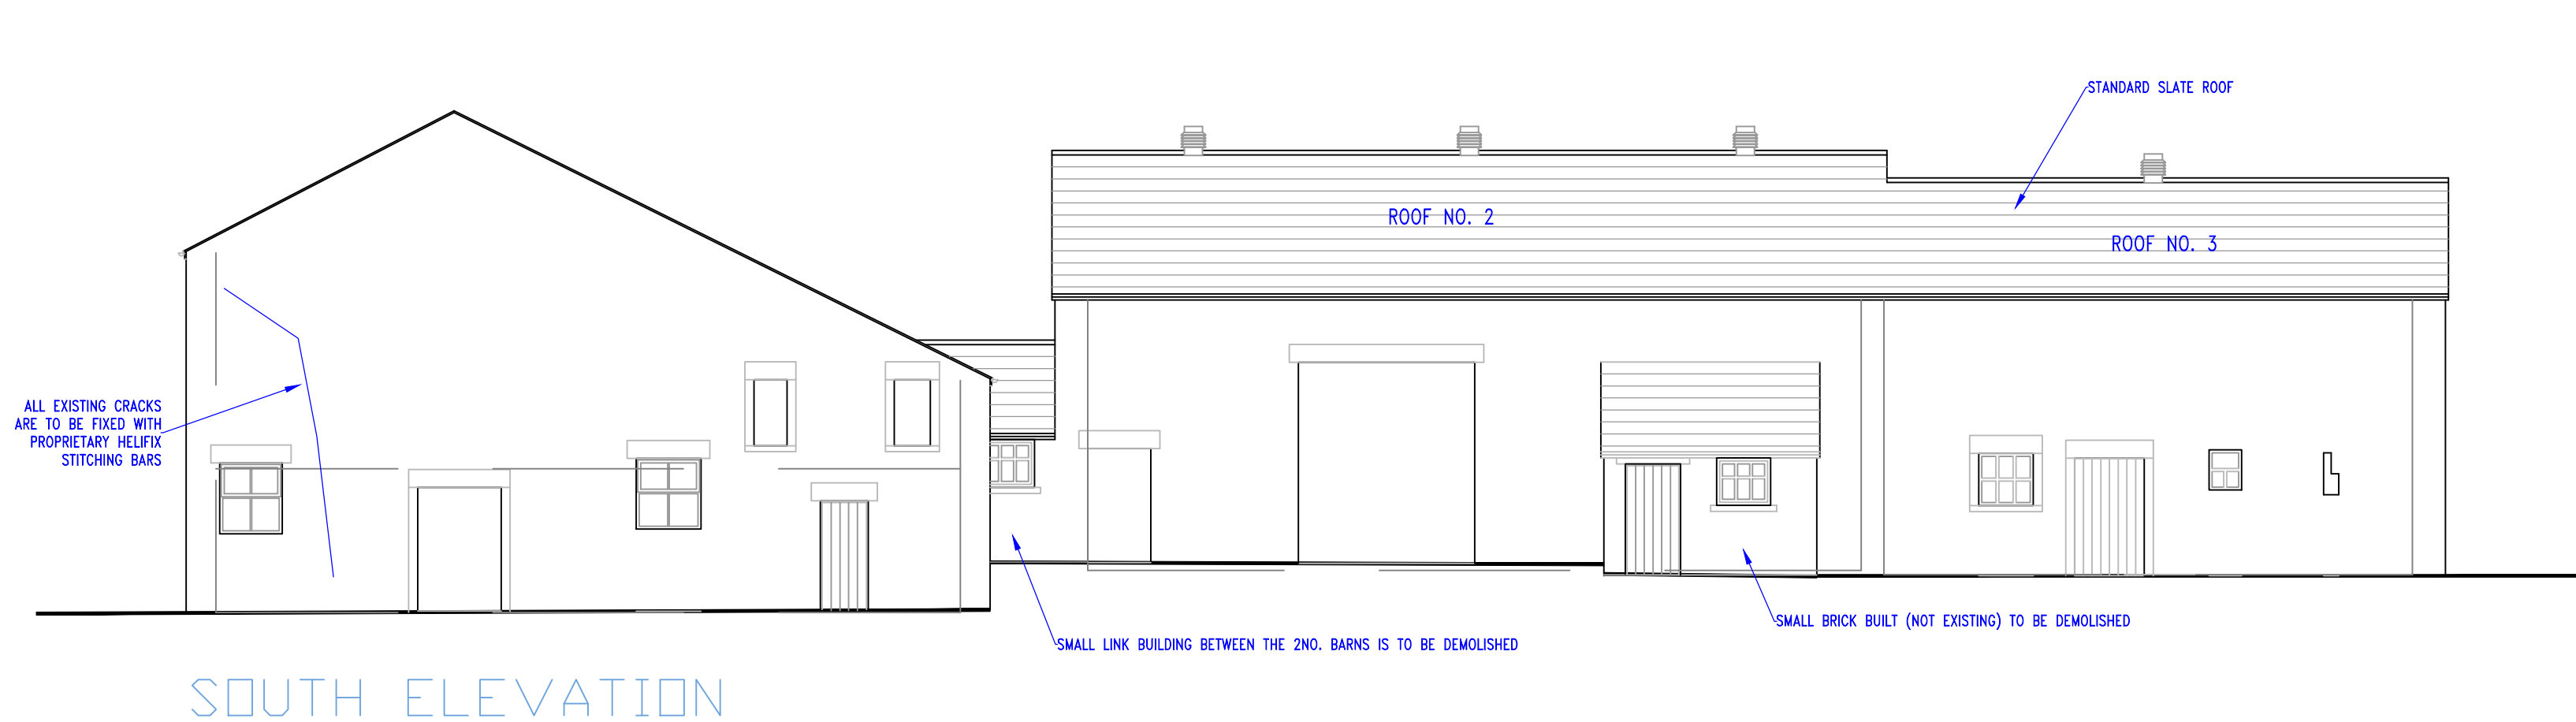 STANDARD SLATE ROOF
ROOF NO. 2
ROOF NO. 3
ALL EXISTING CRACKS
ARE TO BE FIXED WITH
PROPRIETARY HELIFIX
STITCHING BARS
SMALL BRICK BUILT (NOT EXISTING) TO BE DEMOLISHED
SMALL LINK BUILDING BETWEEN THE 2NO. BARNS IS TO BE DEMOLISHED
SOUTH ELEVATION